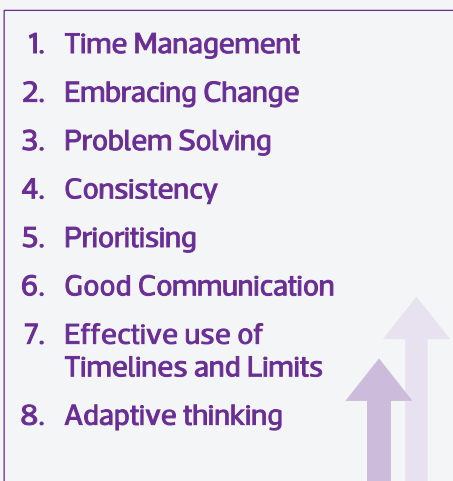 1. Time Management
2. Embracing Change
3. Problem Solving
4. Consistency
5. Prioritising
6. Good Communication
7. Effective use of
Timelines and Limits
8. Adaptive thinking